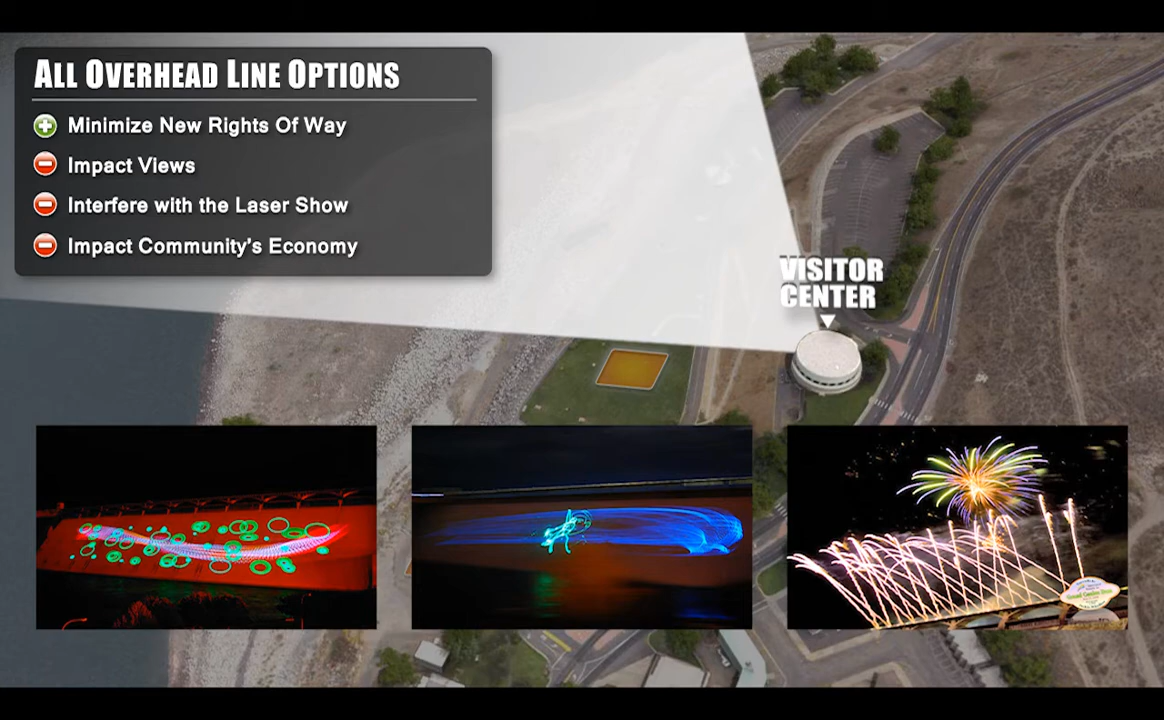 ALL OVERHEAD LINE OPTIONS
Minimize New Rights Of Way
Impact Views
Interfere with the Laser Show
Impact Community's Economy
VISITOR
CENTER